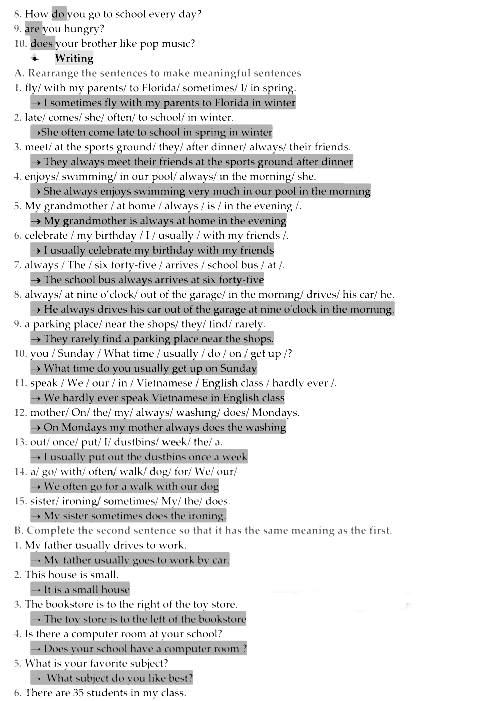 8. How do you go to school every day?
9. are you hungry?
10. does your brother like pop music?
Writing
A. Rearrange the sentences to make meaningful sentences
1. fly/ with my parents/ to Florida/ sometimes/ I/ in spring.
→ I sometimes fly with my parents to Florida in winter
2. late/ comes/ she/ often/ to school/ in winter.
→She often come late to school in spring in winter
3. meet/ at the sports ground/ they/ after dinner/ always/ their friends.
→ They always meet their friends at the sports ground after dinner
4. enjoys/ swimming/ in our pool/ always/ in the morning/ she.
→ She always enjoys swimming very much in our pool in the morning
5. My grandmother / at home / always / is / in the evening /.
→ My grandmother is always at home in the evening
6. celebrate / my birthday / I / usually / with my friends /.
→ I usually celebrate my birthday with my friends
7. always / The / six forty-five / arrives / school bus / at /.
→ The school bus always arrives at six forty-five
8. always/ at nine o'clock/ out of the garage/ in the morning/ drives/ his car/ he.
→ He always drives his car out of the garage at nine o'clock in the morning.
9. a parking place/ near the shops/ they/ find/ rarely.
→ They rarely find a parking place near the shops.
10. you / Sunday / What time / usually / do / on / get up /?
→ What time do you usually get up on Sunday
11. speak / We / our / in / Vietnamese / English class / hardly ever /.
→ We hardly ever speak Vietnamese in English class
12. mother/ On/ the/ my/ always/ washing/ does/ Mondays.
→ On Mondays my mother always does the washing
13. out/ once/ put/ I/ dustbins/ week/ the/ a.
→ I usually put out the dustbins once a week
14. a/ go/ with/ often/ walk/ dog/ for/ We/ our/
→ We often go for a walk with our dog
15. sister/ ironing/ sometimes/ My/ the/ does.
→ My sister sometimes does the ironing
B. Complete the second sentence so that it has the same meaning as the first.
1. My father usually drives to work.
→ My father usually goes to work by car.
2. This house is small.
→ It is a small house
3. The bookstore is to the right of the toy store.
→ The toy store is to the left of the bookstore
4. Is there a computer room at your school?
→ Does your school have a computer room ?
5. What is your favorite subject?
→ What subject do you like best?
6. There are 35 students in my class.